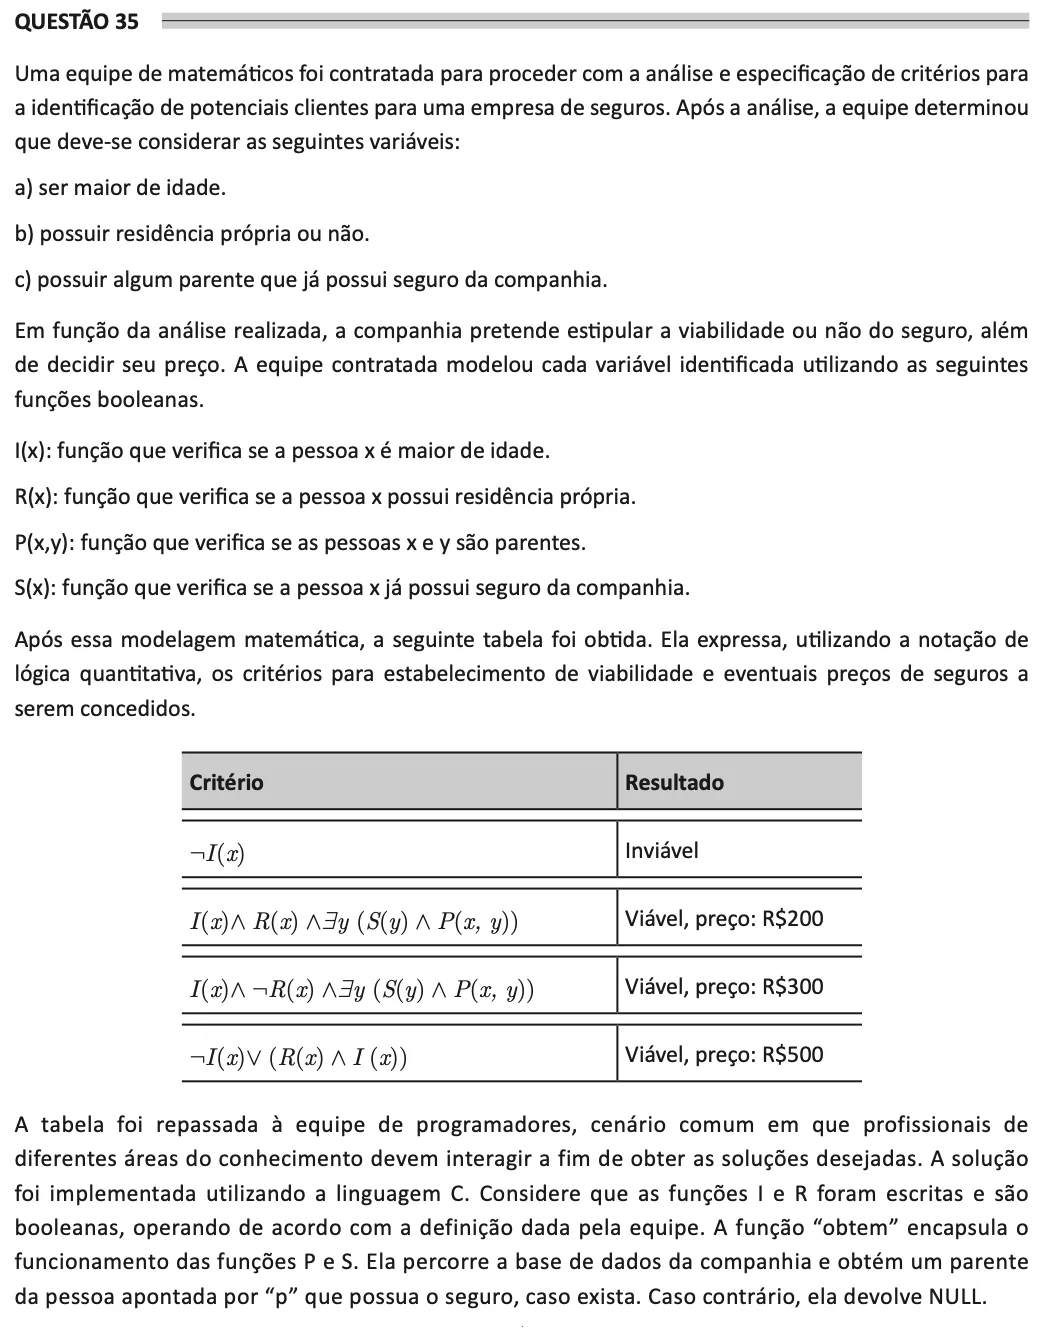 QUESTÃO 35
Uma equipe de matemáticos foi contratada para proceder com a análise e especificação de critérios para
a identificação de potenciais clientes para uma empresa de seguros. Após a análise, a equipe determinou
que deve-se considerar as seguintes variáveis:
a) ser maior de idade.
b) possuir residência própria ou não.
c) possuir algum parente que já possui seguro da companhia.
Em função da análise realizada, a companhia pretende estipular a viabilidade ou não do seguro, além
de decidir seu preço. A equipe contratada modelou cada variável identificada utilizando as seguintes
funções booleanas.
I(x): função que verifica se a pessoa x é maior de idade.
R(x): função que verifica se a pessoa x possui residência própria.
P(x,y): função que verifica se as pessoas x e y são parentes.
S(x): função que verifica se a pessoa x já possui seguro da companhia.
Após essa modelagem matemática, a seguinte tabela foi obtida. Ela expressa, utilizando a notação de
lógica quantitativa, os critérios para estabelecimento de viabilidade e eventuais preços de seguros a
serem concedidos.
Critério Resultado
¬I(x) Inviável
I(x)∧ R(x) ∧∃y (S(y) ∧ P(x, y)) Viável, preço: R$200
I(x)∧ ¬R(x) ∧∃y (S(y) ∧ P(x, y)) Viável, preço: R$300
¬I(x)∨ (R(x) ∧ I (x)) Viável, preço: R$500
A tabela foi repassada à equipe de programadores, cenário comum em que profissionais de
diferentes áreas do conhecimento devem interagir a fim de obter as soluções desejadas. A solução
foi implementada utilizando a linguagem C. Considere que as funções I e R foram escritas e são
booleanas, operando de acordo com a definição dada pela equipe. A função “obtem” encapsula o
funcionamento das funções P e S. Ela percorre a base de dados da companhia e obtém um parente
da pessoa apontada por “p” que possua o seguro, caso exista. Caso contrário, ela devolve NULL.